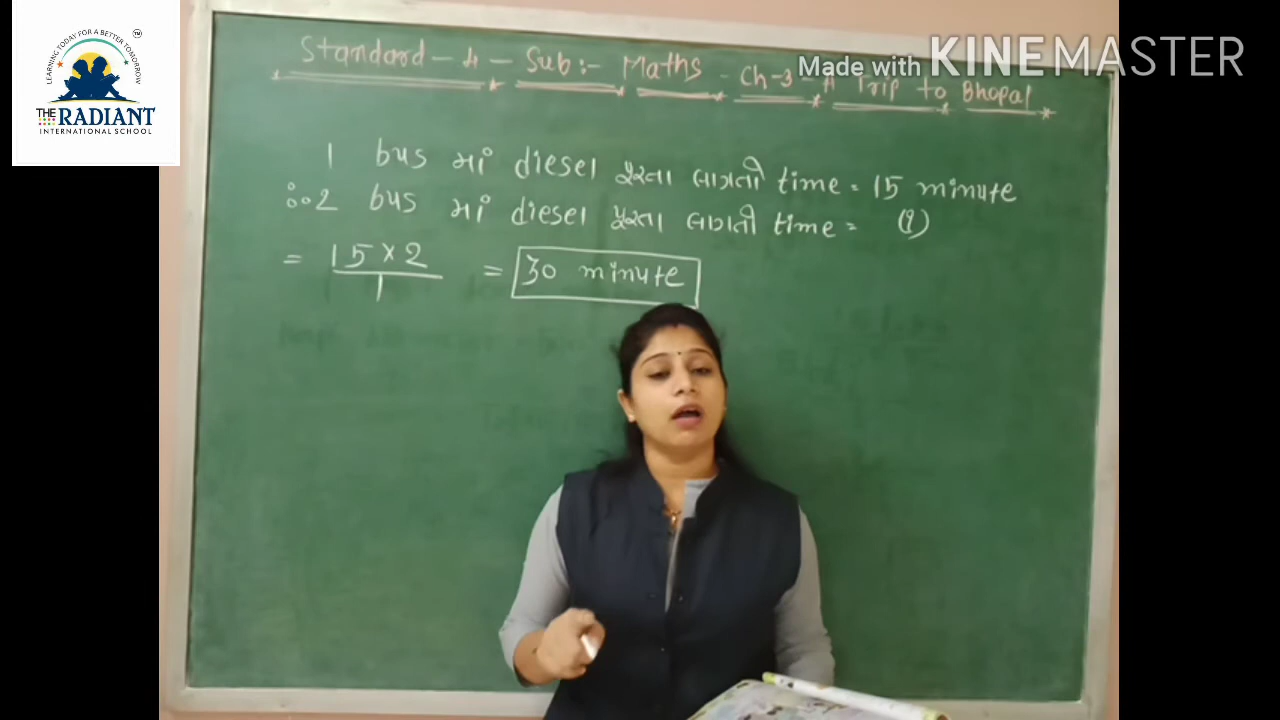 LEARNING TODAY FOR A BETTER TOMORROW
TM
THE RADIANT
INTERNATIONAL SCHOOL
Made with KINEMASTER
Standard - 4 - Sub:- Maths - Ch-3 - A Trip to Bhopal
1 bus માં diesel પૂરતા લાગતો time = 15 minute
∴ 2 bus માં diesel પૂરતા લાગતો time = (?)
= 15 × 2
1
= 30 minute